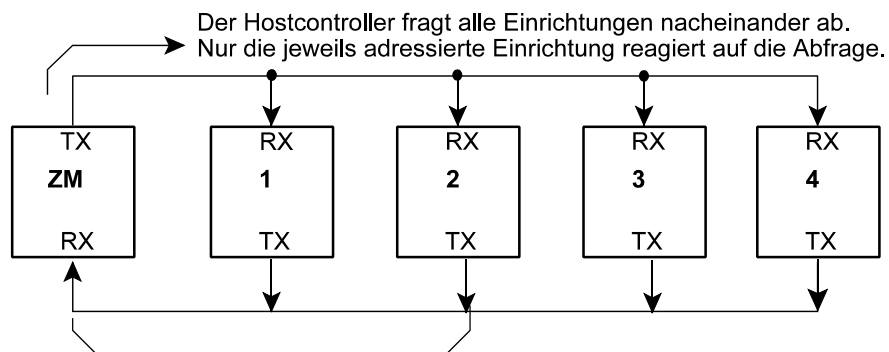 Der Hostcontroller fragt alle Einrichtungen nacheinander ab.
Nur die jeweils adressierte Einrichtung reagiert auf die Abfrage.
TX RX RX RX RX
ZM 1 2 3 4
RX TX TX TX TX